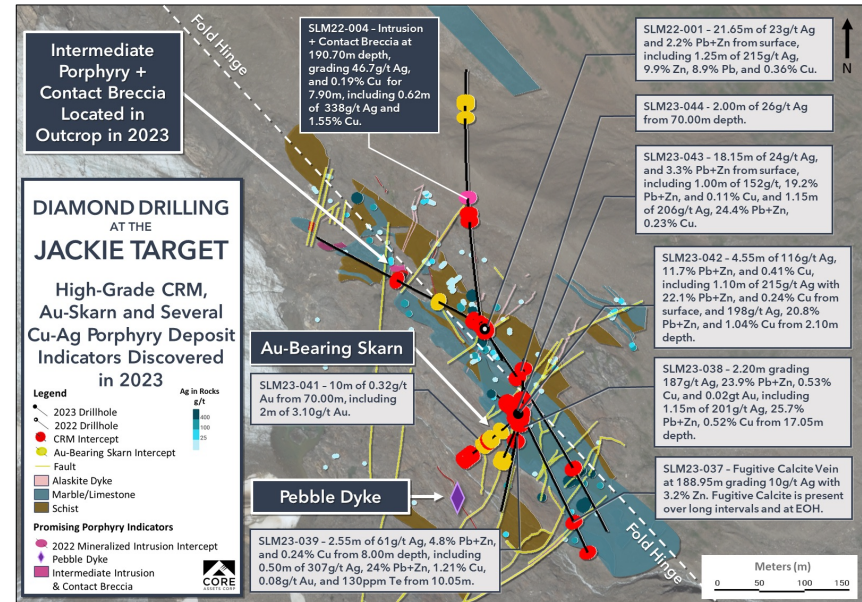 Intermediate
Porphyry +
Contact Breccia
Located in
Outcrop in 2023
Fold Hinge
SLM22-004 – Intrusion
+ Contact Breccia at
190.70m depth,
grading 46.7g/t Ag,
and 0.19% Cu for
7.90m, including 0.62m
of 338g/t Ag and
1.55% Cu.
SLM22-001 – 21.65m of 23g/t Ag
and 2.2% Pb+Zn from surface,
including 1.25m of 215g/t Ag,
9.9% Zn, 8.9% Pb, and 0.36% Cu.
N
SLM23-044 – 2.00m of 26g/t Ag
from 70.00m depth.
SLM23-043 – 18.15m of 24g/t Ag,
and 3.3% Pb+Zn from surface,
including 1.00m of 152g/t, 19.2%
Pb+Zn, and 0.11% Cu, and 1.15m
of 206g/t Ag, 24.4% Pb+Zn,
0.23% Cu.
SLM23-042 – 4.55m of 116g/t Ag,
11.7% Pb+Zn, and 0.41% Cu,
including 1.10m of 215g/t Ag with
22.1% Pb+Zn, and 0.24% Cu from
surface, and 198g/t Ag, 20.8%
Pb+Zn, and 1.04% Cu from 2.10m
depth.
SLM23-038 – 2.20m grading
187g/t Ag, 23.9% Pb+Zn, 0.53%
Cu, and 0.02gt Au, including
1.15m of 201g/t Ag, 25.7%
Pb+Zn, 0.52% Cu from 17.05m
depth.
SLM23-037 – Fugitive Calcite Vein
at 188.95m grading 10g/t Ag with
3.2% Zn. Fugitive Calcite is present
over long intervals and at EOH.
DIAMOND DRILLING
AT THE
JACKIE TARGET
High-Grade CRM,
Au-Skarn and Several
Cu-Ag Porphyry Deposit
Indicators Discovered
in 2023
Legend
2023 Drillhole
2022 Drillhole
CRM Intercept
Au-Bearing Skarn Intercept
Fault
Alaskite Dyke
Marble/Limestone
Schist
Ag in Rocks
g/t
400
100
25
Promising Porphyry Indicators
2022 Mineralized Intrusion Intercept
Pebble Dyke
Intermediate Intrusion
& Contact Breccia
CORE
ASSETS CORP
Au-Bearing Skarn
SLM23-041 – 10m of 0.32g/t
Au from 70.00m, including
2m of 3.10g/t Au.
Pebble Dyke
SLM23-039 – 2.55m of 61g/t Ag, 4.8% Pb+Zn,
and 0.24% Cu from 8.00m depth, including
0.50m of 307g/t Ag, 24% Pb+Zn, 1.21% Cu,
0.08g/t Au, and 130ppm Te from 10.05m.
Fold Hinge
Meters (m)
0 50 100 150